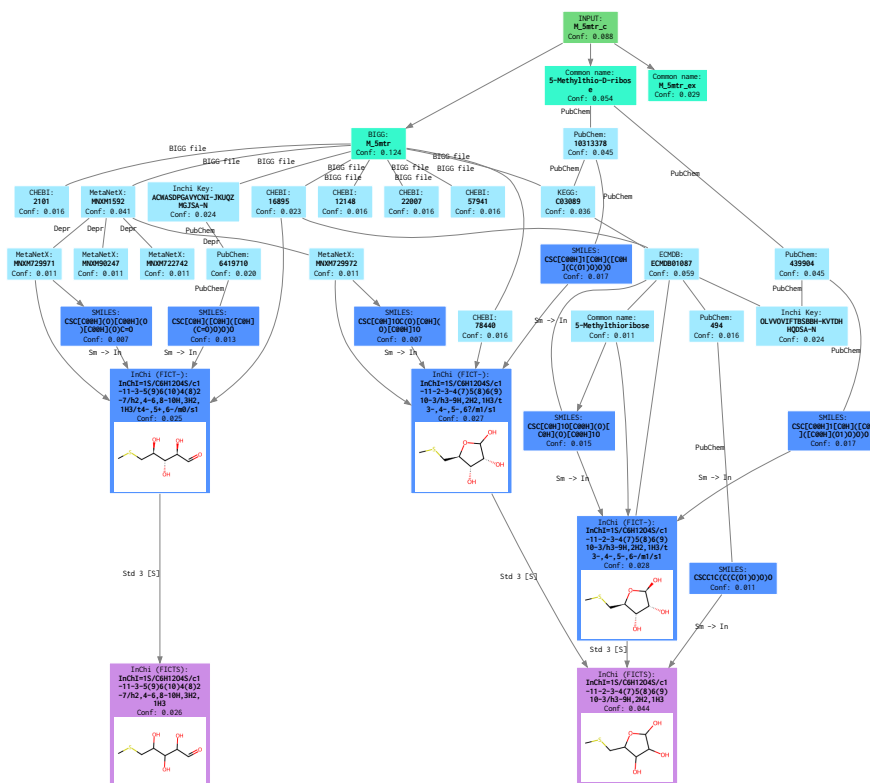 INPUT:
M_5mtr_c
Conf: 0.088
Common name:
5-Methylthio-D-ribos
e
Conf: 0.054
Common name:
M_5mtr_ex
Conf: 0.029
PubChem
BIGG:
M_5mtr
Conf: 0.124
PubChem:
10313378
Conf: 0.045
BIGG file
BIGG file
BIGG file
BIGG file
BIGG file
BIGG file
BIGG file
PubChem
PubChem
PubChem
CHEBI:
2101
Conf: 0.016
MetaNetX:
MNXM1592
Conf: 0.041
Inchi Key:
ACWASDPGAVYCNI-JKUQZ
MGJSA-N
Conf: 0.024
CHEBI:
16895
Conf: 0.023
CHEBI:
12148
Conf: 0.016
CHEBI:
22007
Conf: 0.016
CHEBI:
57941
Conf: 0.016
KEGG:
C03089
Conf: 0.036
Depr
Depr
Depr
PubChem
MetaNetX:
MNXM729971
Conf: 0.011
MetaNetX:
MNXM90247
Conf: 0.011
MetaNetX:
MNXM722742
Conf: 0.011
PubChem:
6419710
Conf: 0.020
MetaNetX:
MNXM729972
Conf: 0.011
SMILES:
CSC[C@@H]1[C@H]([C@H
](C(O1)O)O)O
Conf: 0.017
ECMDB:
ECMDB01087
Conf: 0.059
PubChem:
439904
Conf: 0.045
PubChem
PubChem
SMILES:
CSC[C@@H](O)[C@@H](O
)[C@@H](O)C=O
Conf: 0.007
SMILES:
CSC[C@H]([C@H]([C@H]
(C=O)O)O)O
Conf: 0.013
SMILES:
CSC[C@H]1OC(O)[C@H](
O)[C@@H]1O
Conf: 0.007
CHEBI:
78440
Conf: 0.016
Common name:
5-Methylthioribose
Conf: 0.011
PubChem:
494
Conf: 0.016
Inchi Key:
OLVVOVIFTBSBBH-KVTDH
HQDSA-N
Conf: 0.024
Sm -> In
Sm -> In
Sm -> In
Sm -> In
PubChem
InChi (FICT-):
InChI=1S/C6H12O4S/c1
-11-3-5(9)6(10)4(8)2
-7/h2,4-6,8-10H,3H2,
1H3/t4-,5+,6-/m0/s1
Conf: 0.025
InChi (FICT-):
InChI=1S/C6H12O4S/c1
-11-2-3-4(7)5(8)6(9)
10-3/h3-9H,2H2,1H3/t
3-,4-,5-,6?/m1/s1
Conf: 0.027
SMILES:
CSC[C@H]1O[C@@H](O)[
C@H](O)[C@@H]1O
Conf: 0.015
SMILES:
CSC[C@@H]1[C@H]([C@H
]([C@@H](O1)O)O)O
Conf: 0.017
PubChem
Sm -> In
Sm -> In
InChi (FICT-):
InChI=1S/C6H12O4S/c1
-11-2-3-4(7)5(8)6(9)
10-3/h3-9H,2H2,1H3/t
3-,4-,5-,6-/m1/s1
Conf: 0.028
Std 3 [S]
Std 3 [S]
SMILES:
CSCC1C(C(C(O1)O)O)O
Conf: 0.011
Sm -> In
Std 3 [S]
InChi (FICTS):
InChI=1S/C6H12O4S/c1
-11-3-5(9)6(10)4(8)2
-7/h2,4-6,8-10H,3H2,
1H3
Conf: 0.026
InChi (FICTS):
InChI=1S/C6H12O4S/c1
-11-2-3-4(7)5(8)6(9)
10-3/h3-9H,2H2,1H3
Conf: 0.044